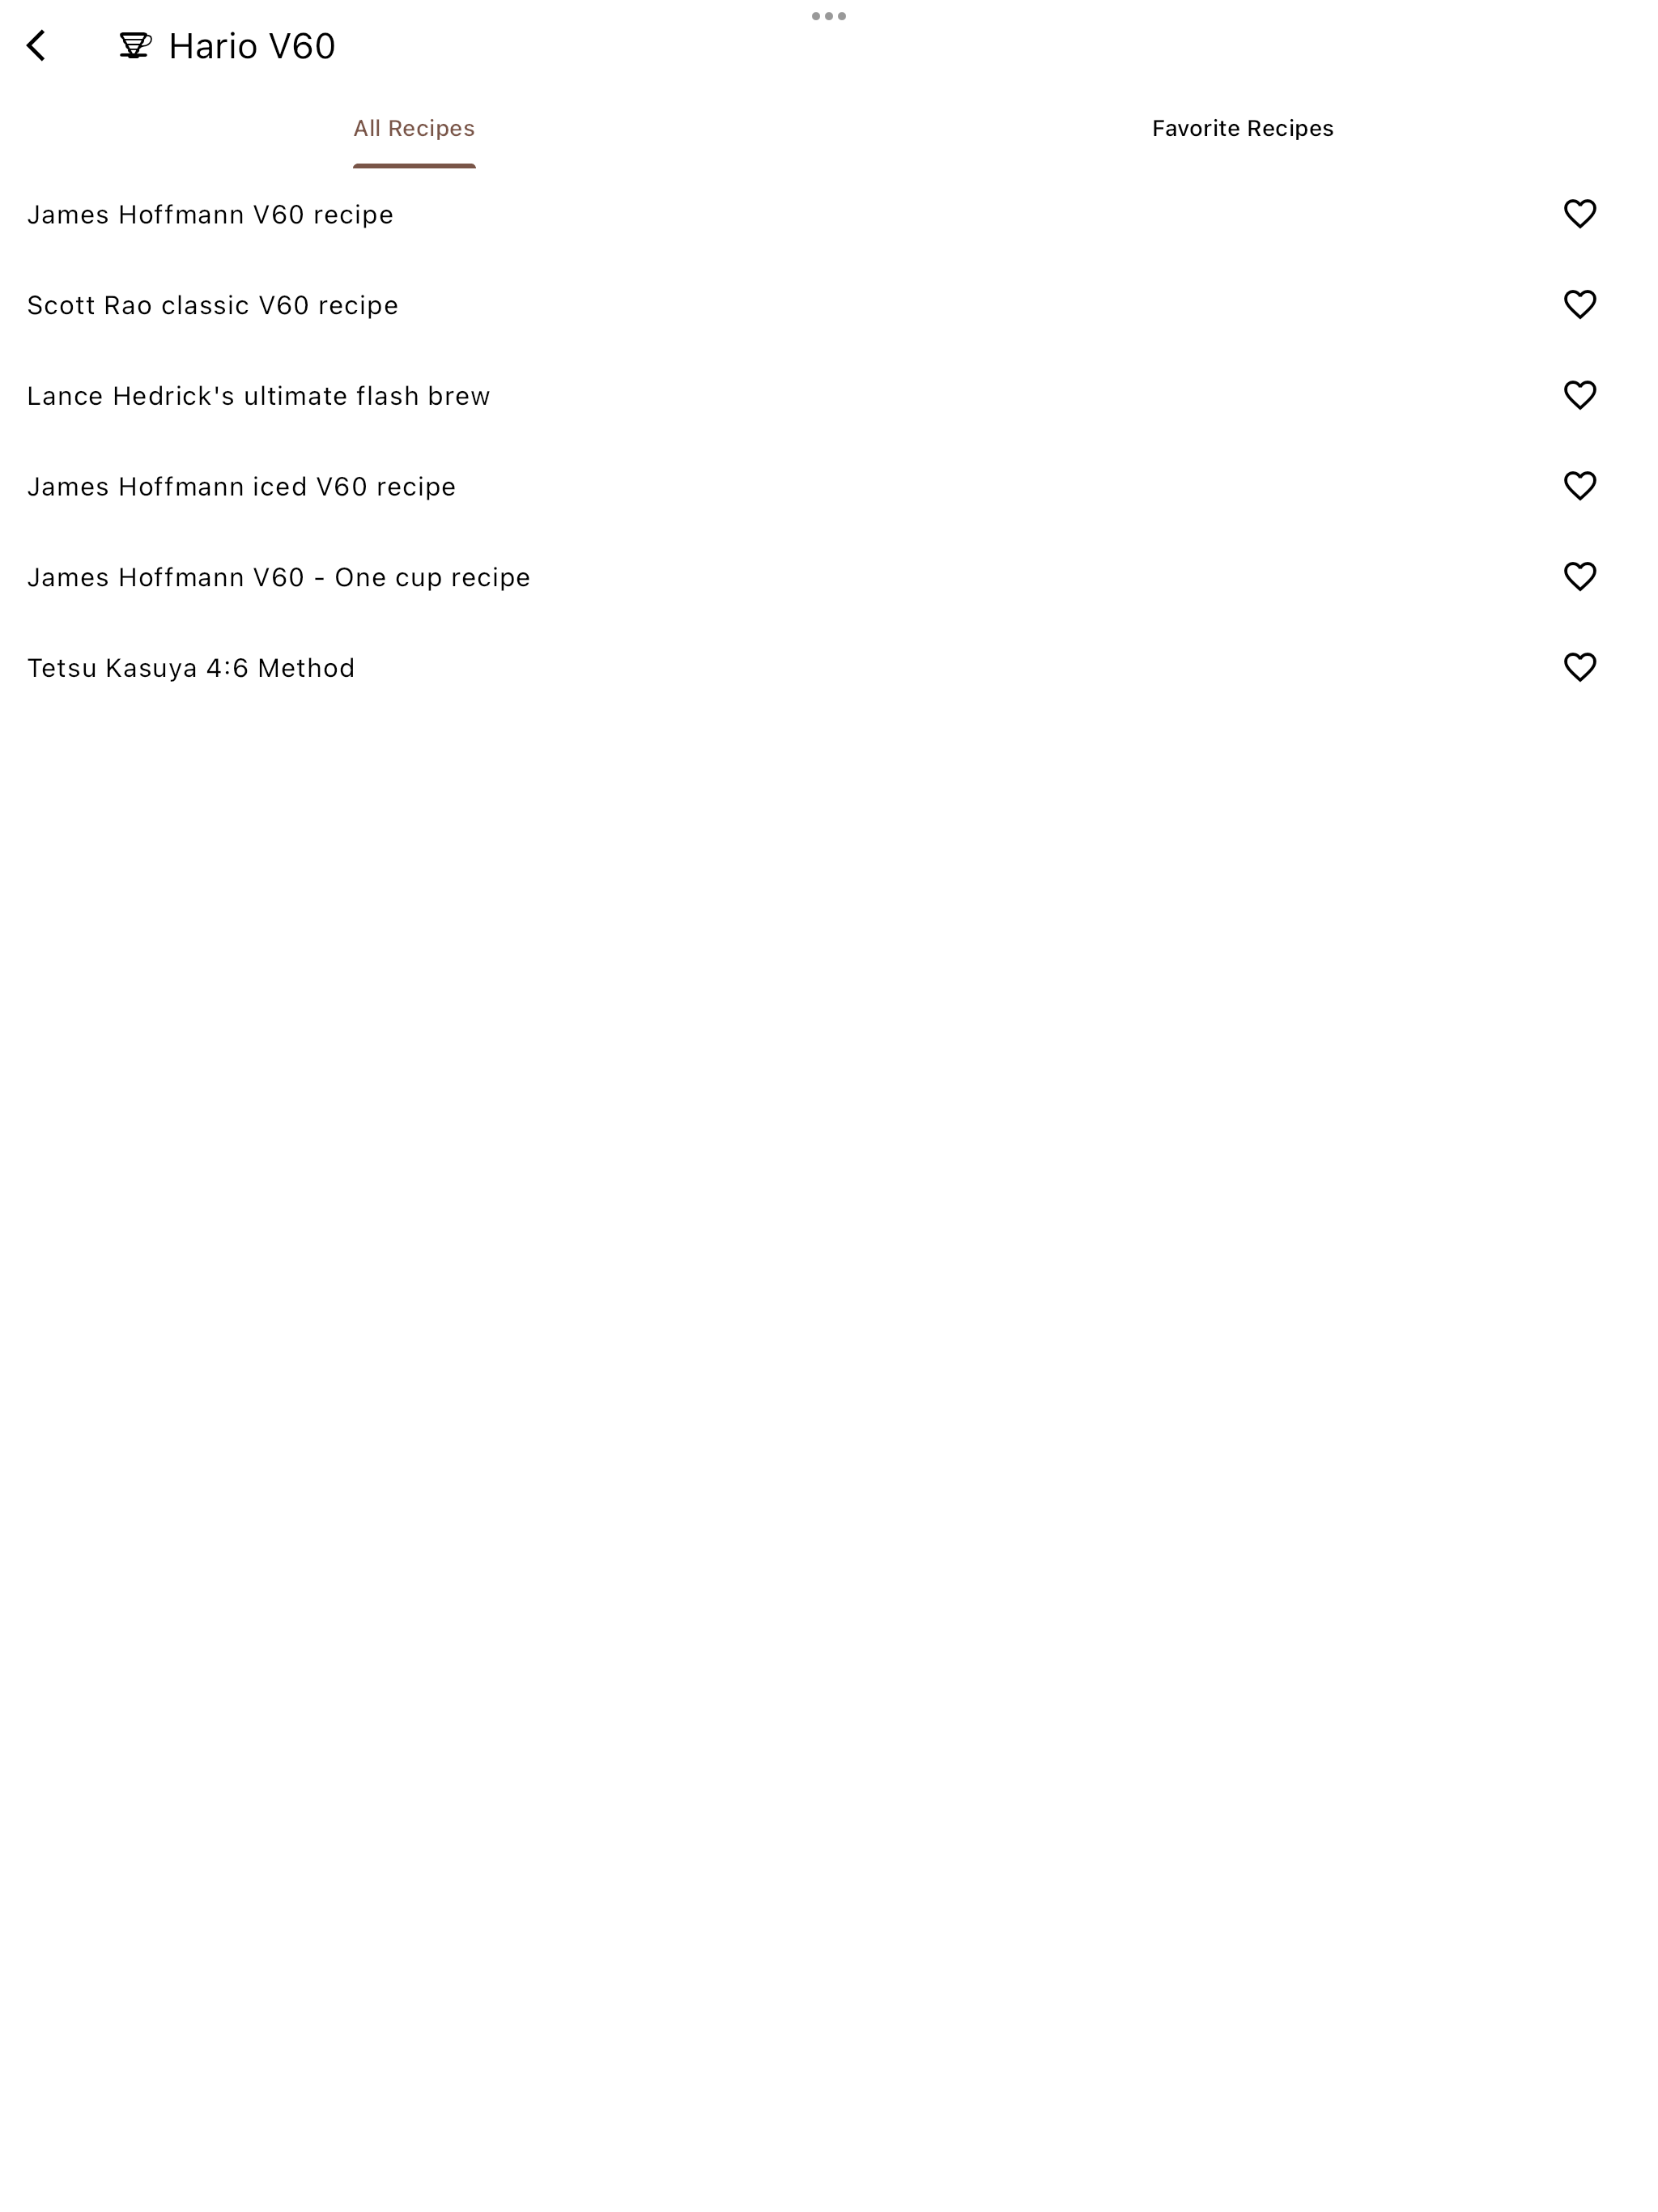 Hario V60
All Recipes
Favorite Recipes
James Hoffmann V60 recipe
Scott Rao classic V60 recipe
Lance Hedrick's ultimate flash brew
James Hoffmann iced V60 recipe
James Hoffmann V60 - One cup recipe
Tetsu Kasuya 4:6 Method